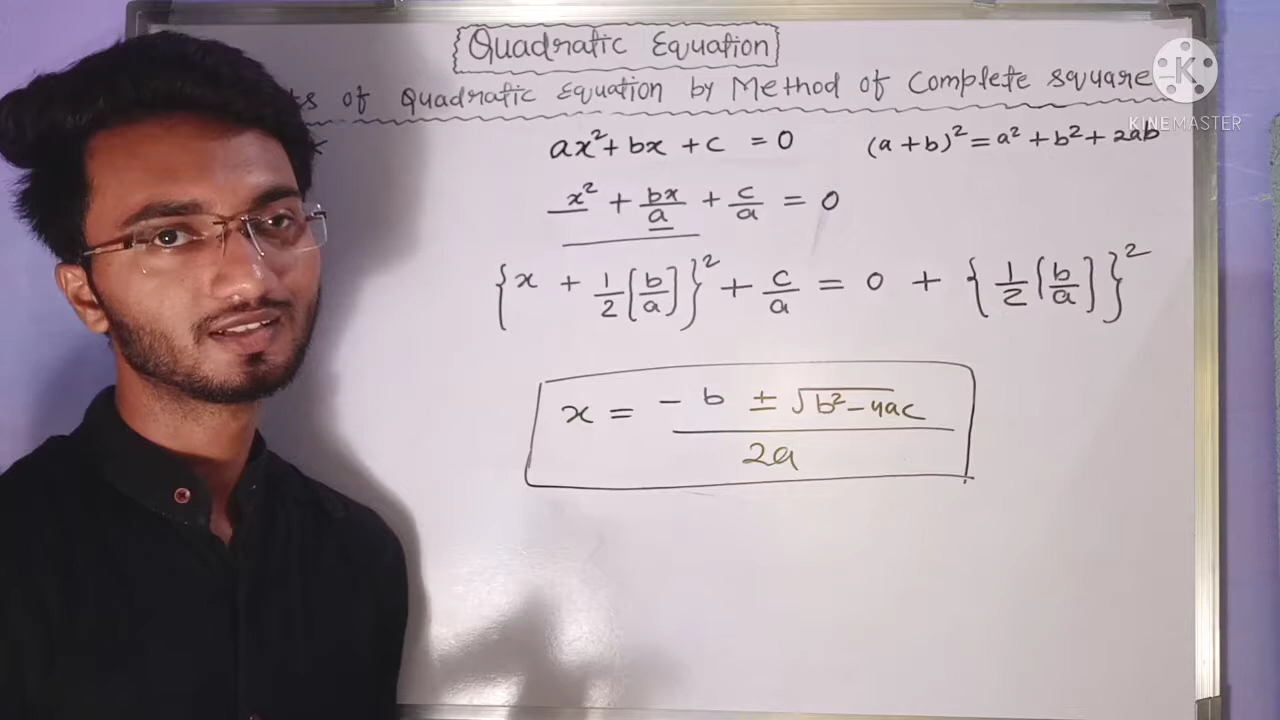 Quadratic Equation
of Quadratic Equation by Method of Complete square
ax²+ bx + c = 0
(a + b)² = a² + b² + 2ab
x² + bx/a + c/a = 0
{x + 1/2 [b/a]}² + c/a = 0 + {1/2 [b/a]}²
x = - b ± √b² - 4ac / 2a
K
KINEMASTER